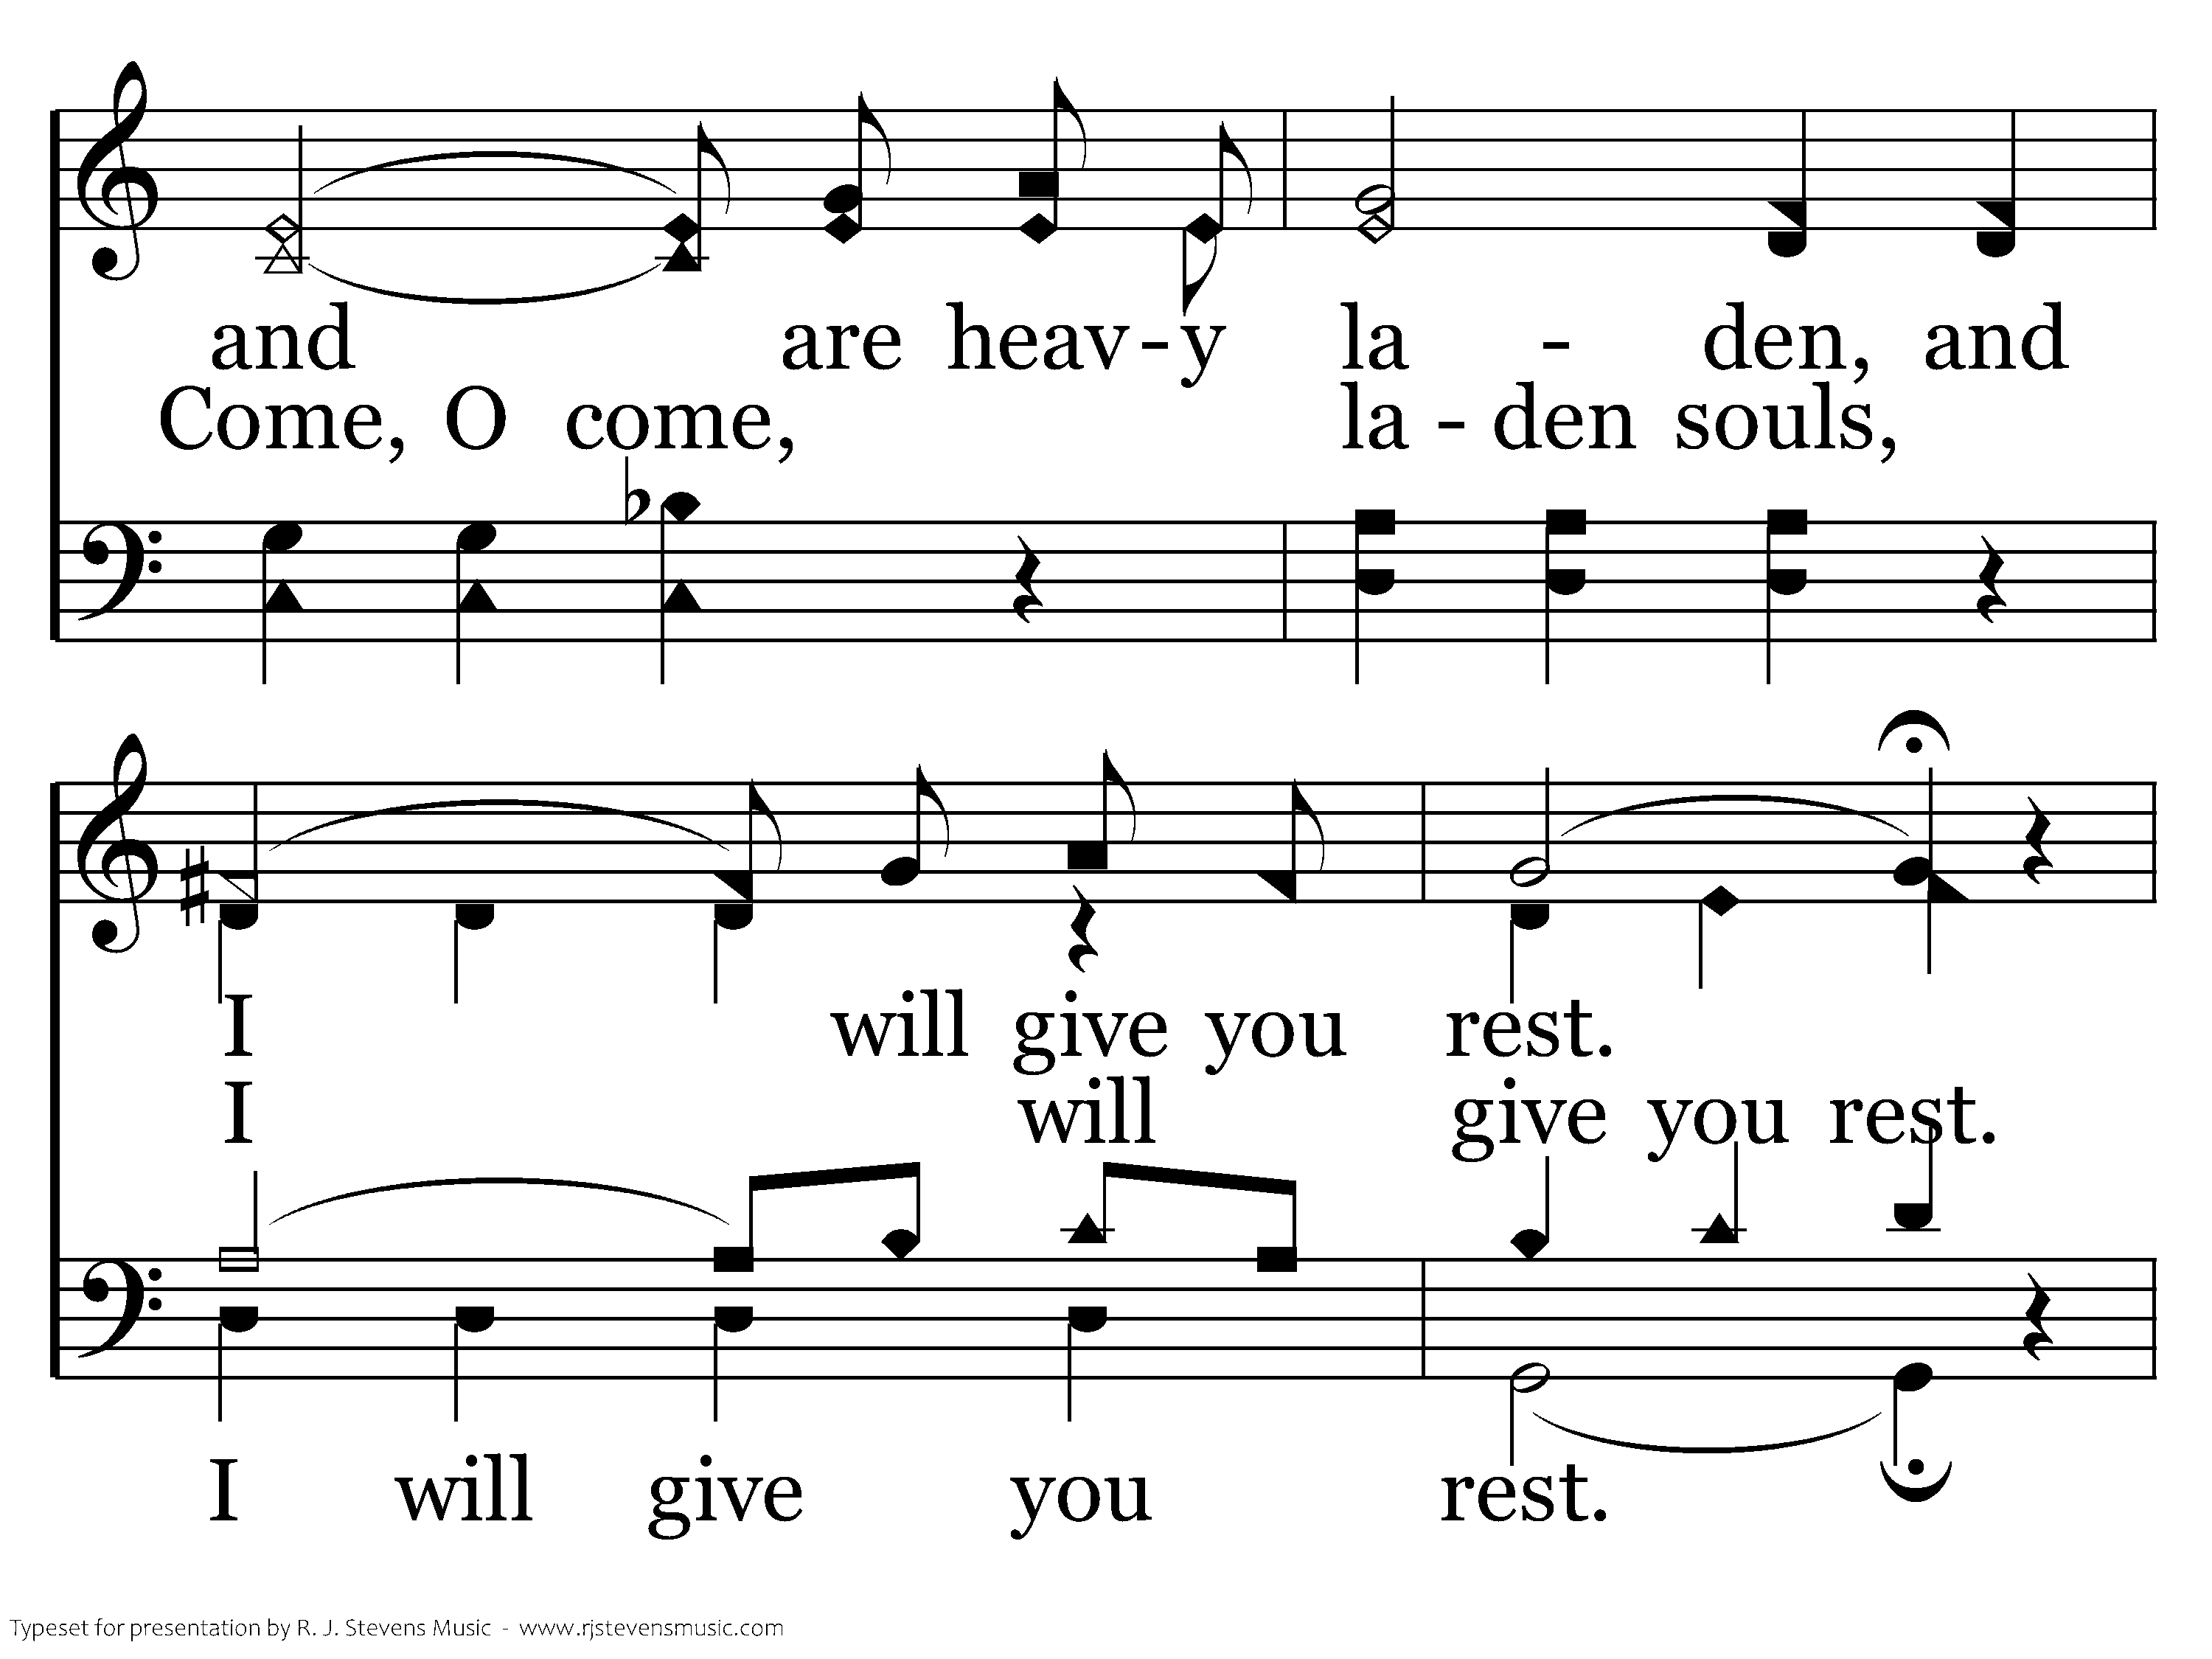 and are heav-y la - den, and
Come, O come, la - den souls,
I will give you rest.
I will give you rest.
I will give you rest.
Typeset for presentation by R. J. Stevens Music - www.rjstevensmusic.com